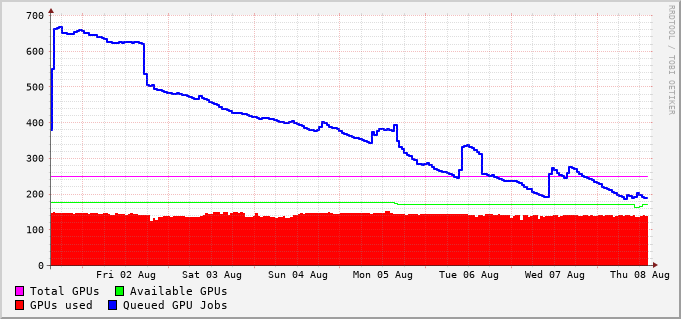 700
600
500
400
300
200
100
0
Fri 02 Aug Sat 03 Aug Sun 04 Aug Mon 05 Aug Tue 06 Aug Wed 07 Aug Thu 08 Aug
Total GPUs Available GPUs
GPUs used Queued GPU Jobs
RRDTOOL / TOBI OETIKER